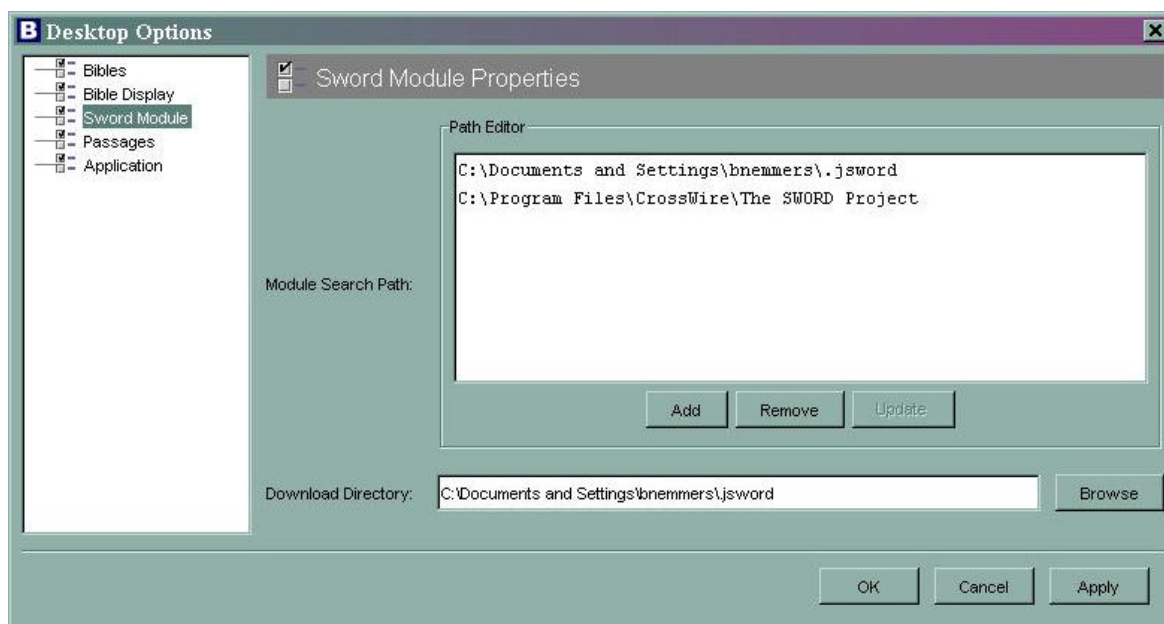 B Desktop Options
Bibles
Bible Display
Sword Module
Passages
Application
Sword Module Properties
Path Editor
C:\Documents and Settings\bnemmers\.jsword
C:\Program Files\CrossWire\The SWORD Project
Module Search Path:
Add Remove Update
Download Directory: C:\Documents and Settings\bnemmers\.jsword Browse
OK Cancel Apply